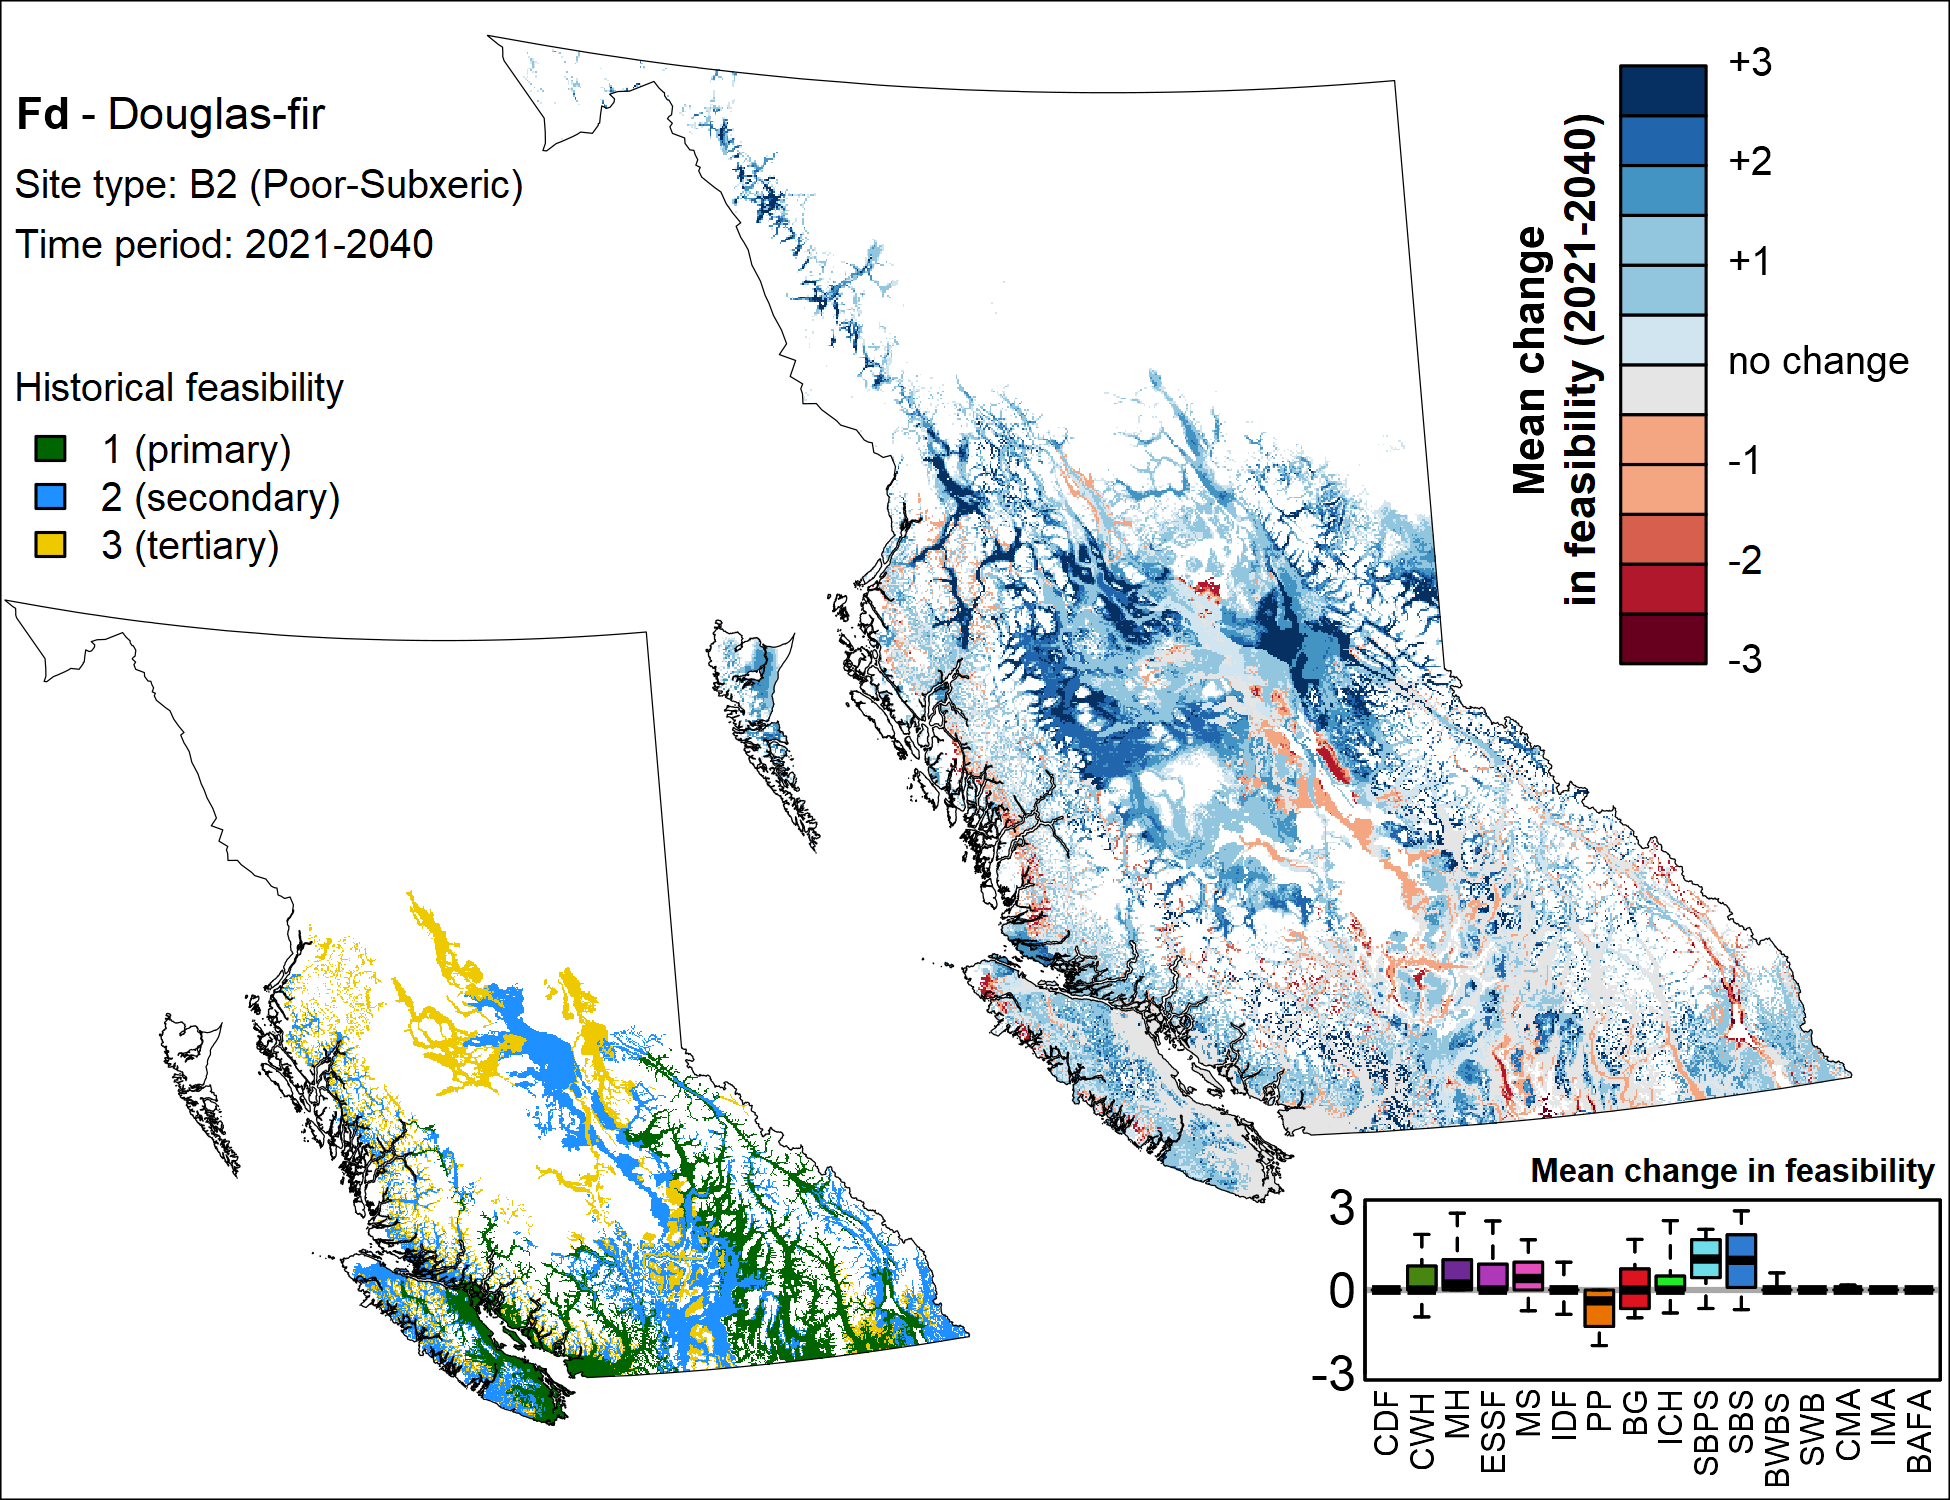 Fd - Douglas-fir
Site type: B2 (Poor-Subxeric)
Time period: 2021-2040
Historical feasibility
1 (primary)
2 (secondary)
3 (tertiary)
Mean change
in feasibility (2021-2040)
+3
+2
+1
no change
-1
-2
-3
Mean change in feasibility
3
0
-3
CDF
CWH
MH
ESSF
MS
IDF
PP
BG
ICH
SBPS
SBS
BWBS
SWB
CMA
IMA
BAFA